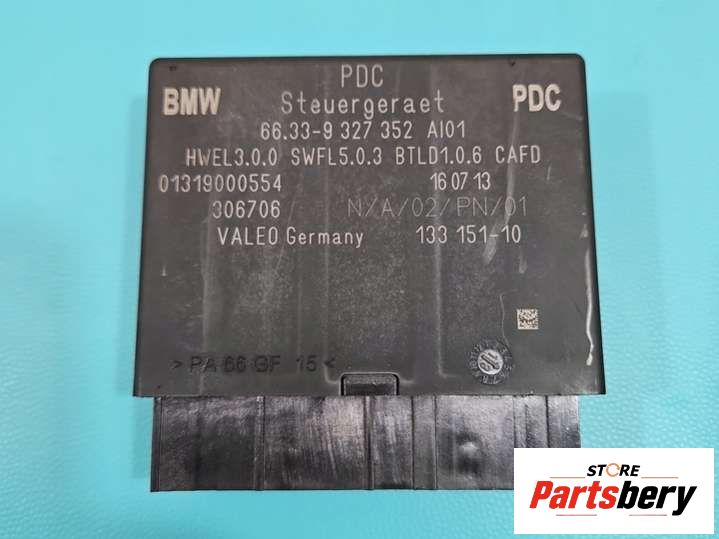 PDC
BMW Steuergeraet PDC
66.33-9 327 352 AI01
HWEL3.0.0 SWFL5.0.3 BTLD1.0.6 CAFD
01319000554 16 07 13
306706 N/A/02/PN/01
VALEO Germany 133 151-10
> PA 66 GF 15 <
STORE
Partsbery